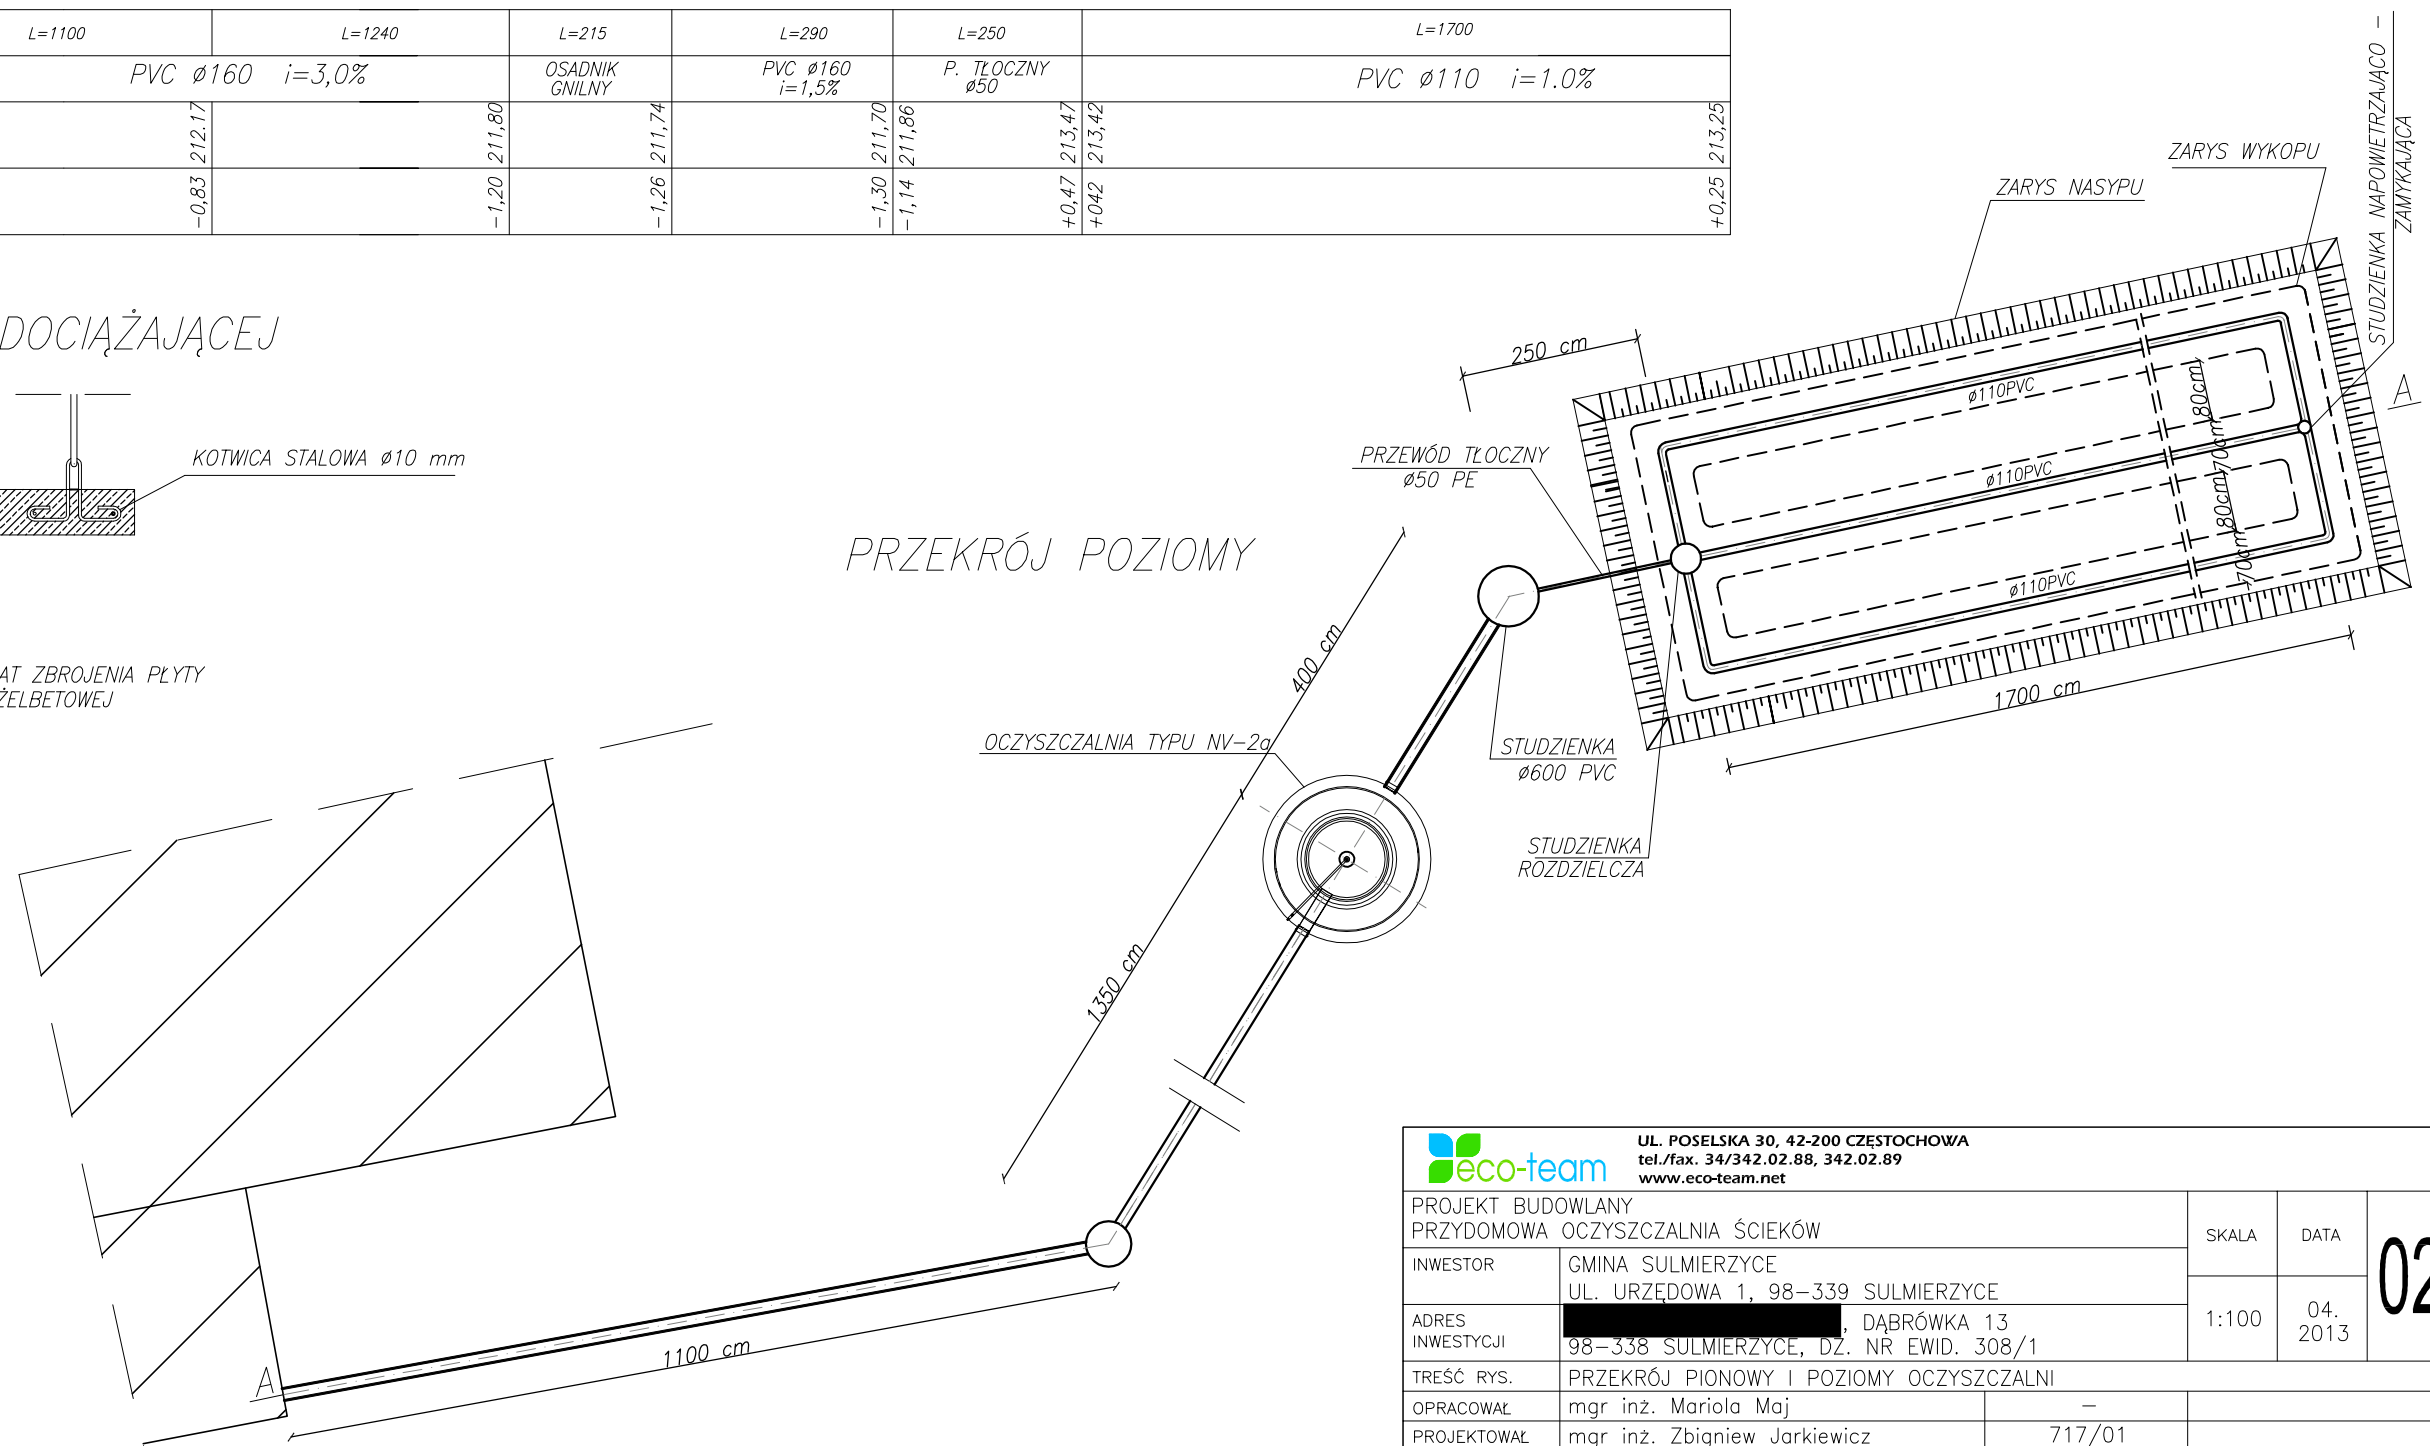 L=1100 L=1240 L=215 L=290 L=250 L=1700
PVC ø160 i=3,0% OSADNIK GNILNY PVC ø160 i=1,5% P. TŁOCZNY ø50 PVC ø110 i=1.0%
212.17 211,80 211,74 211,70 211,86 213,47 213,42 213,25
-0,83 -1,20 -1,26 -1,30 -1,14 +0,47 +042 +0,25
STUDZIENKA NAPOWIETRZAJĄCO -
ZAMYKAJĄCA
ZARYS WYKOPU
ZARYS NASYPU
DOCIĄŻAJĄCEJ
250 cm
ø110PVC
80cm
70cm
80cm
70cm
A
KOTWICA STALOWA ø10 mm
PRZEWÓD TŁOCZNY
ø50 PE
ø110PVC
PRZEKRÓJ POZIOMY
ø110PVC
400 cm
AT ZBROJENIA PŁYTY
ŻELBETOWEJ
1700 cm
OCZYSZCZALNIA TYPU NV-2a
STUDZIENKA
ø600 PVC
STUDZIENKA
ROZDZIELCZA
1350 cm
1100 cm
A
eco-team
UL. POSELSKA 30, 42-200 CZĘSTOCHOWA
tel./fax. 34/342.02.88, 342.02.89
www.eco-team.net
PROJEKT BUDOWLANY
PRZYDOMOWA OCZYSZCZALNIA ŚCIEKÓW
SKALA DATA
02
INWESTOR GMINA SULMIERZYCE
UL. URZĘDOWA 1, 98-339 SULMIERZYCE
1:100 04. 2013
ADRES INWESTYCJI , DĄBRÓWKA 13
98-338 SULMIERZYCE, DZ. NR EWID. 308/1
TREŚĆ RYS. PRZEKRÓJ PIONOWY I POZIOMY OCZYSZCZALNI
OPRACOWAŁ mgr inż. Mariola Maj -
PROJEKTOWAŁ mgr inż. Zbigniew Jarkiewicz 717/01